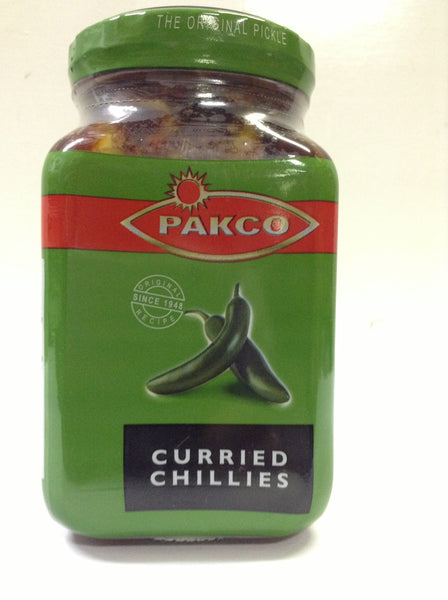 THE ORIGINAL PICKLE
PAKCO
ORIGINAL
SINCE 1948
RECIPE
CURRIED
CHILLIES